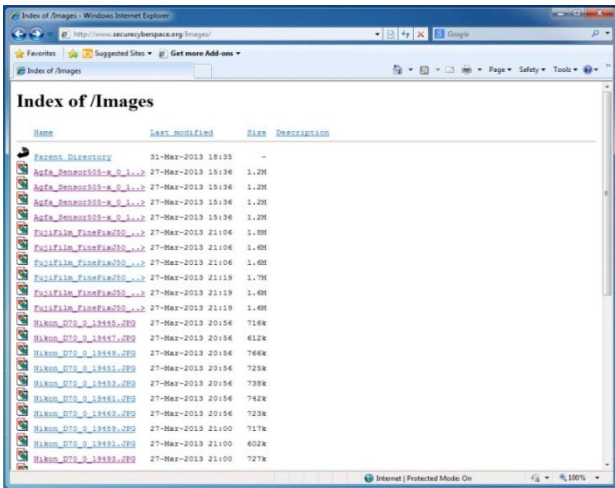 Index of /Images - Windows Internet Explorer
http://www.securecyberspace.org/Images/
Google
Favorites Suggested Sites Get more Add-ons
Index of /Images
Page Safety Tools
Index of /Images
Name Last modified Size Description
Parent Directory 31-Mar-2013 18:35 -
Agfa_Sensor505-x_0_1..> 27-Mar-2013 15:36 1.2M
Agfa_Sensor505-x_0_1..> 27-Mar-2013 15:36 1.2M
Agfa_Sensor505-x_0_1..> 27-Mar-2013 15:36 1.2M
Agfa_Sensor505-x_0_1..> 27-Mar-2013 15:36 1.2M
FujiFilm_FinePixJ50_..> 27-Mar-2013 21:06 1.8M
FujiFilm_FinePixJ50_..> 27-Mar-2013 21:06 1.6M
FujiFilm_FinePixJ50_..> 27-Mar-2013 21:06 1.6M
FujiFilm_FinePixJ50_..> 27-Mar-2013 21:19 1.7M
FujiFilm_FinePixJ50_..> 27-Mar-2013 21:19 1.6M
FujiFilm_FinePixJ50_..> 27-Mar-2013 21:19 1.6M
Nikon_D70_0_19445.JPG 27-Mar-2013 20:56 716k
Nikon_D70_0_19447.JPG 27-Mar-2013 20:56 612k
Nikon_D70_0_19449.JPG 27-Mar-2013 20:56 766k
Nikon_D70_0_19451.JPG 27-Mar-2013 20:56 725k
Nikon_D70_0_19453.JPG 27-Mar-2013 20:56 738k
Nikon_D70_0_19461.JPG 27-Mar-2013 20:56 742k
Nikon_D70_0_19463.JPG 27-Mar-2013 20:56 723k
Nikon_D70_0_19489.JPG 27-Mar-2013 21:00 717k
Nikon_D70_0_19491.JPG 27-Mar-2013 21:00 602k
Nikon_D70_0_19493.JPG 27-Mar-2013 21:00 727k
Internet | Protected Mode: On 100%